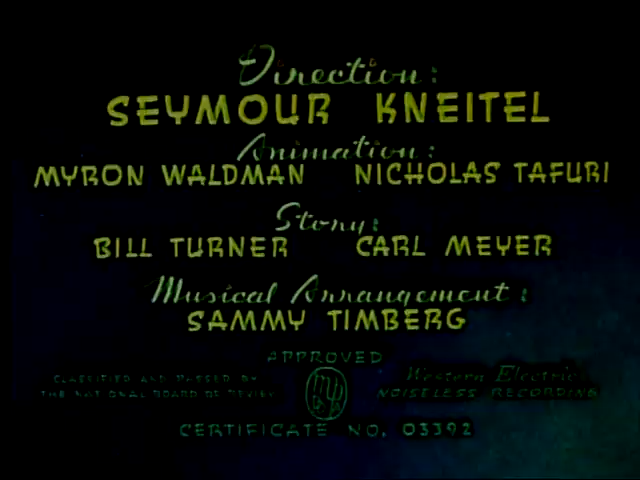 Direction:
SEYMOUR KNEITEL
Animation:
MYRON WALDMAN NICHOLAS TAFURI
Story:
BILL TURNER CARL MEYER
Musical Arrangement:
SAMMY TIMBERG
APPROVED
CLASSIFIED AND PASSED BY
THE NATIONAL BOARD OF REVIEW
Western Electric
NOISELESS RECORDING
CERTIFICATE NO. 03392